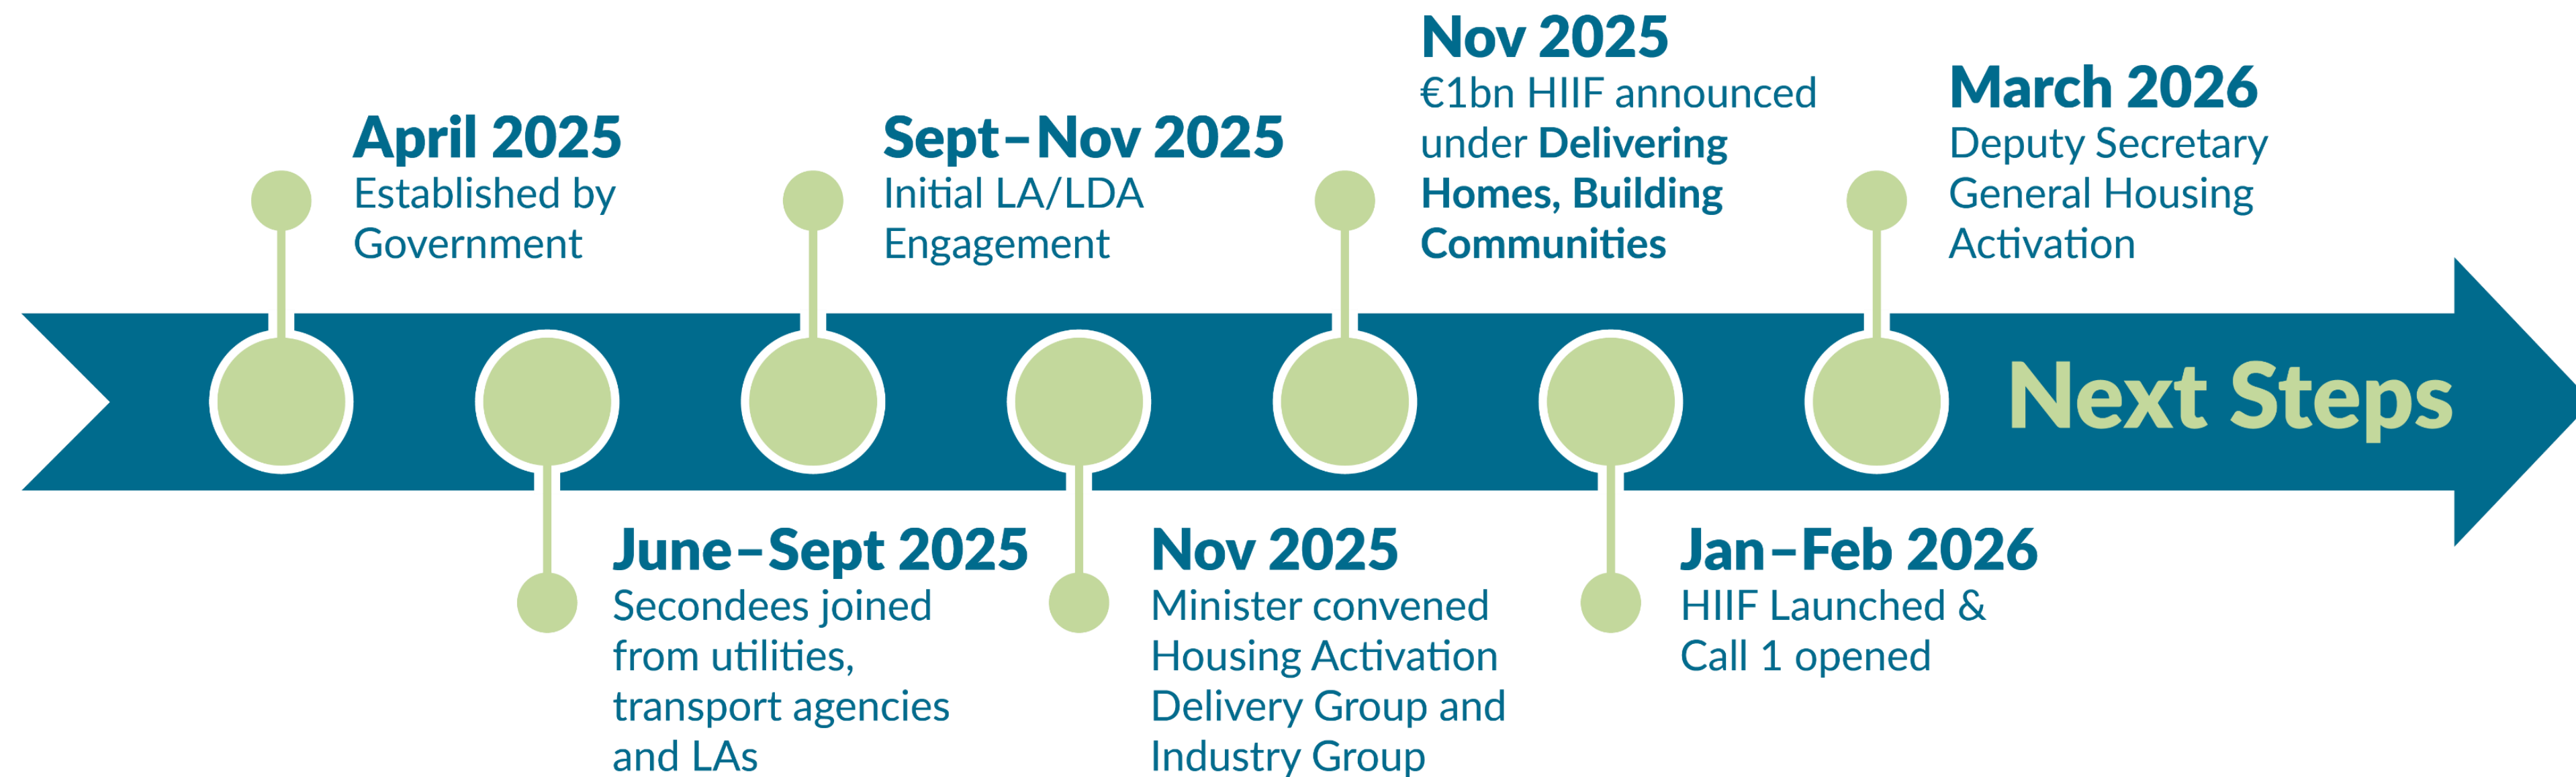 April 2025
Established by
Government
June–Sept 2025
Secondees joined
from utilities,
transport agencies
and LAs
Sept–Nov 2025
Initial LA/LDA
Engagement
Nov 2025
Minister convened
Housing Activation
Delivery Group and
Industry Group
Nov 2025
€1bn HIIF announced
under Delivering
Homes, Building
Communities
Jan–Feb 2026
HIIF Launched &
Call 1 opened
March 2026
Deputy Secretary
General Housing
Activation
Next Steps